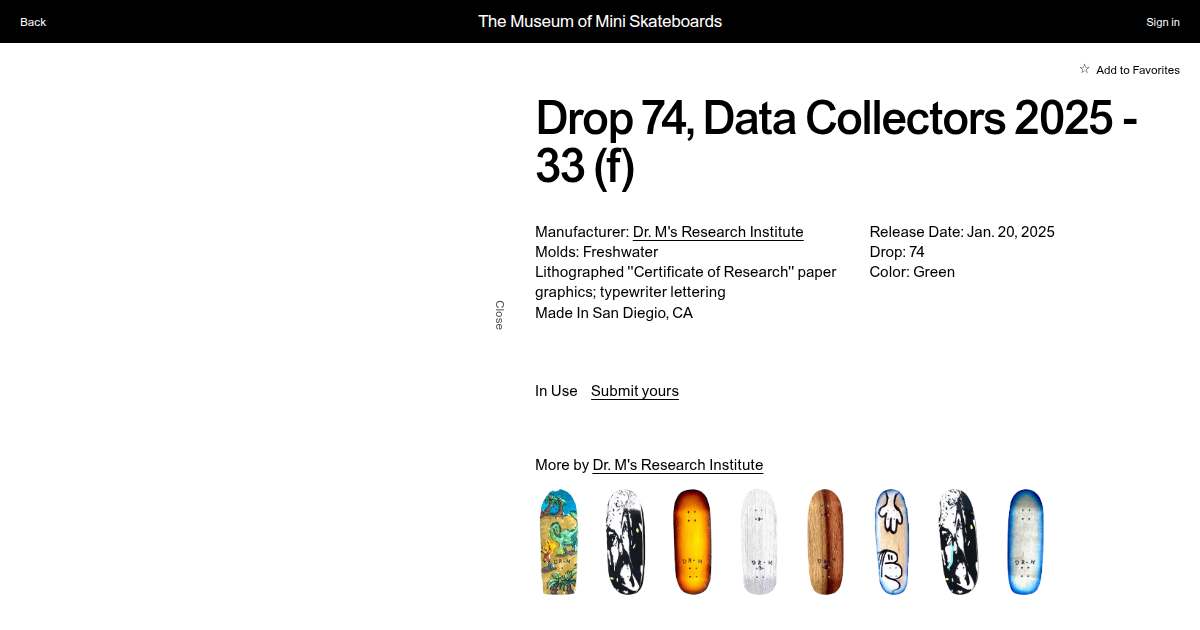 Back
The Museum of Mini Skateboards
Sign in
☆ Add to Favorites
Drop 74, Data Collectors 2025 -
33 (f)
Manufacturer: Dr. M's Research Institute
Molds: Freshwater
Lithographed "Certificate of Research" paper
graphics; typewriter lettering
Made In San Diegio, CA
Release Date: Jan. 20, 2025
Drop: 74
Color: Green
Close
In Use
Submit yours
More by Dr. M's Research Institute